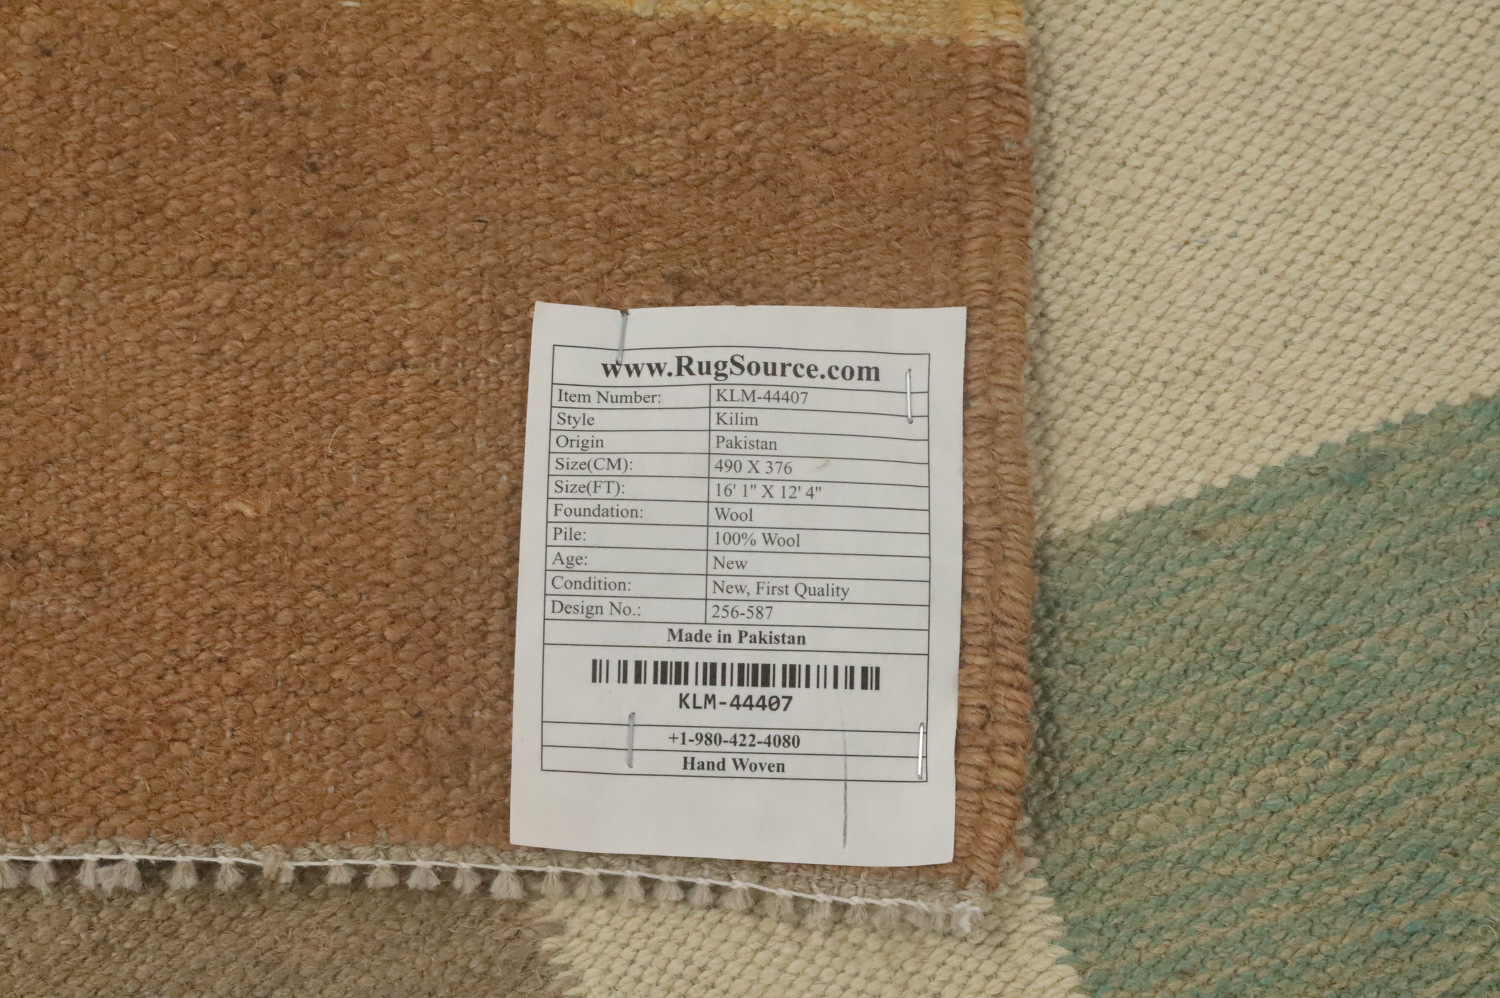 www.RugSource.com
Item Number: KLM-44407
Style Kilim
Origin Pakistan
Size(CM): 490 X 376
Size(FT): 16' 1" X 12' 4"
Foundation: Wool
Pile: 100% Wool
Age: New
Condition: New, First Quality
Design No.: 256-587
Made in Pakistan
KLM-44407
+1-980-422-4080
Hand Woven